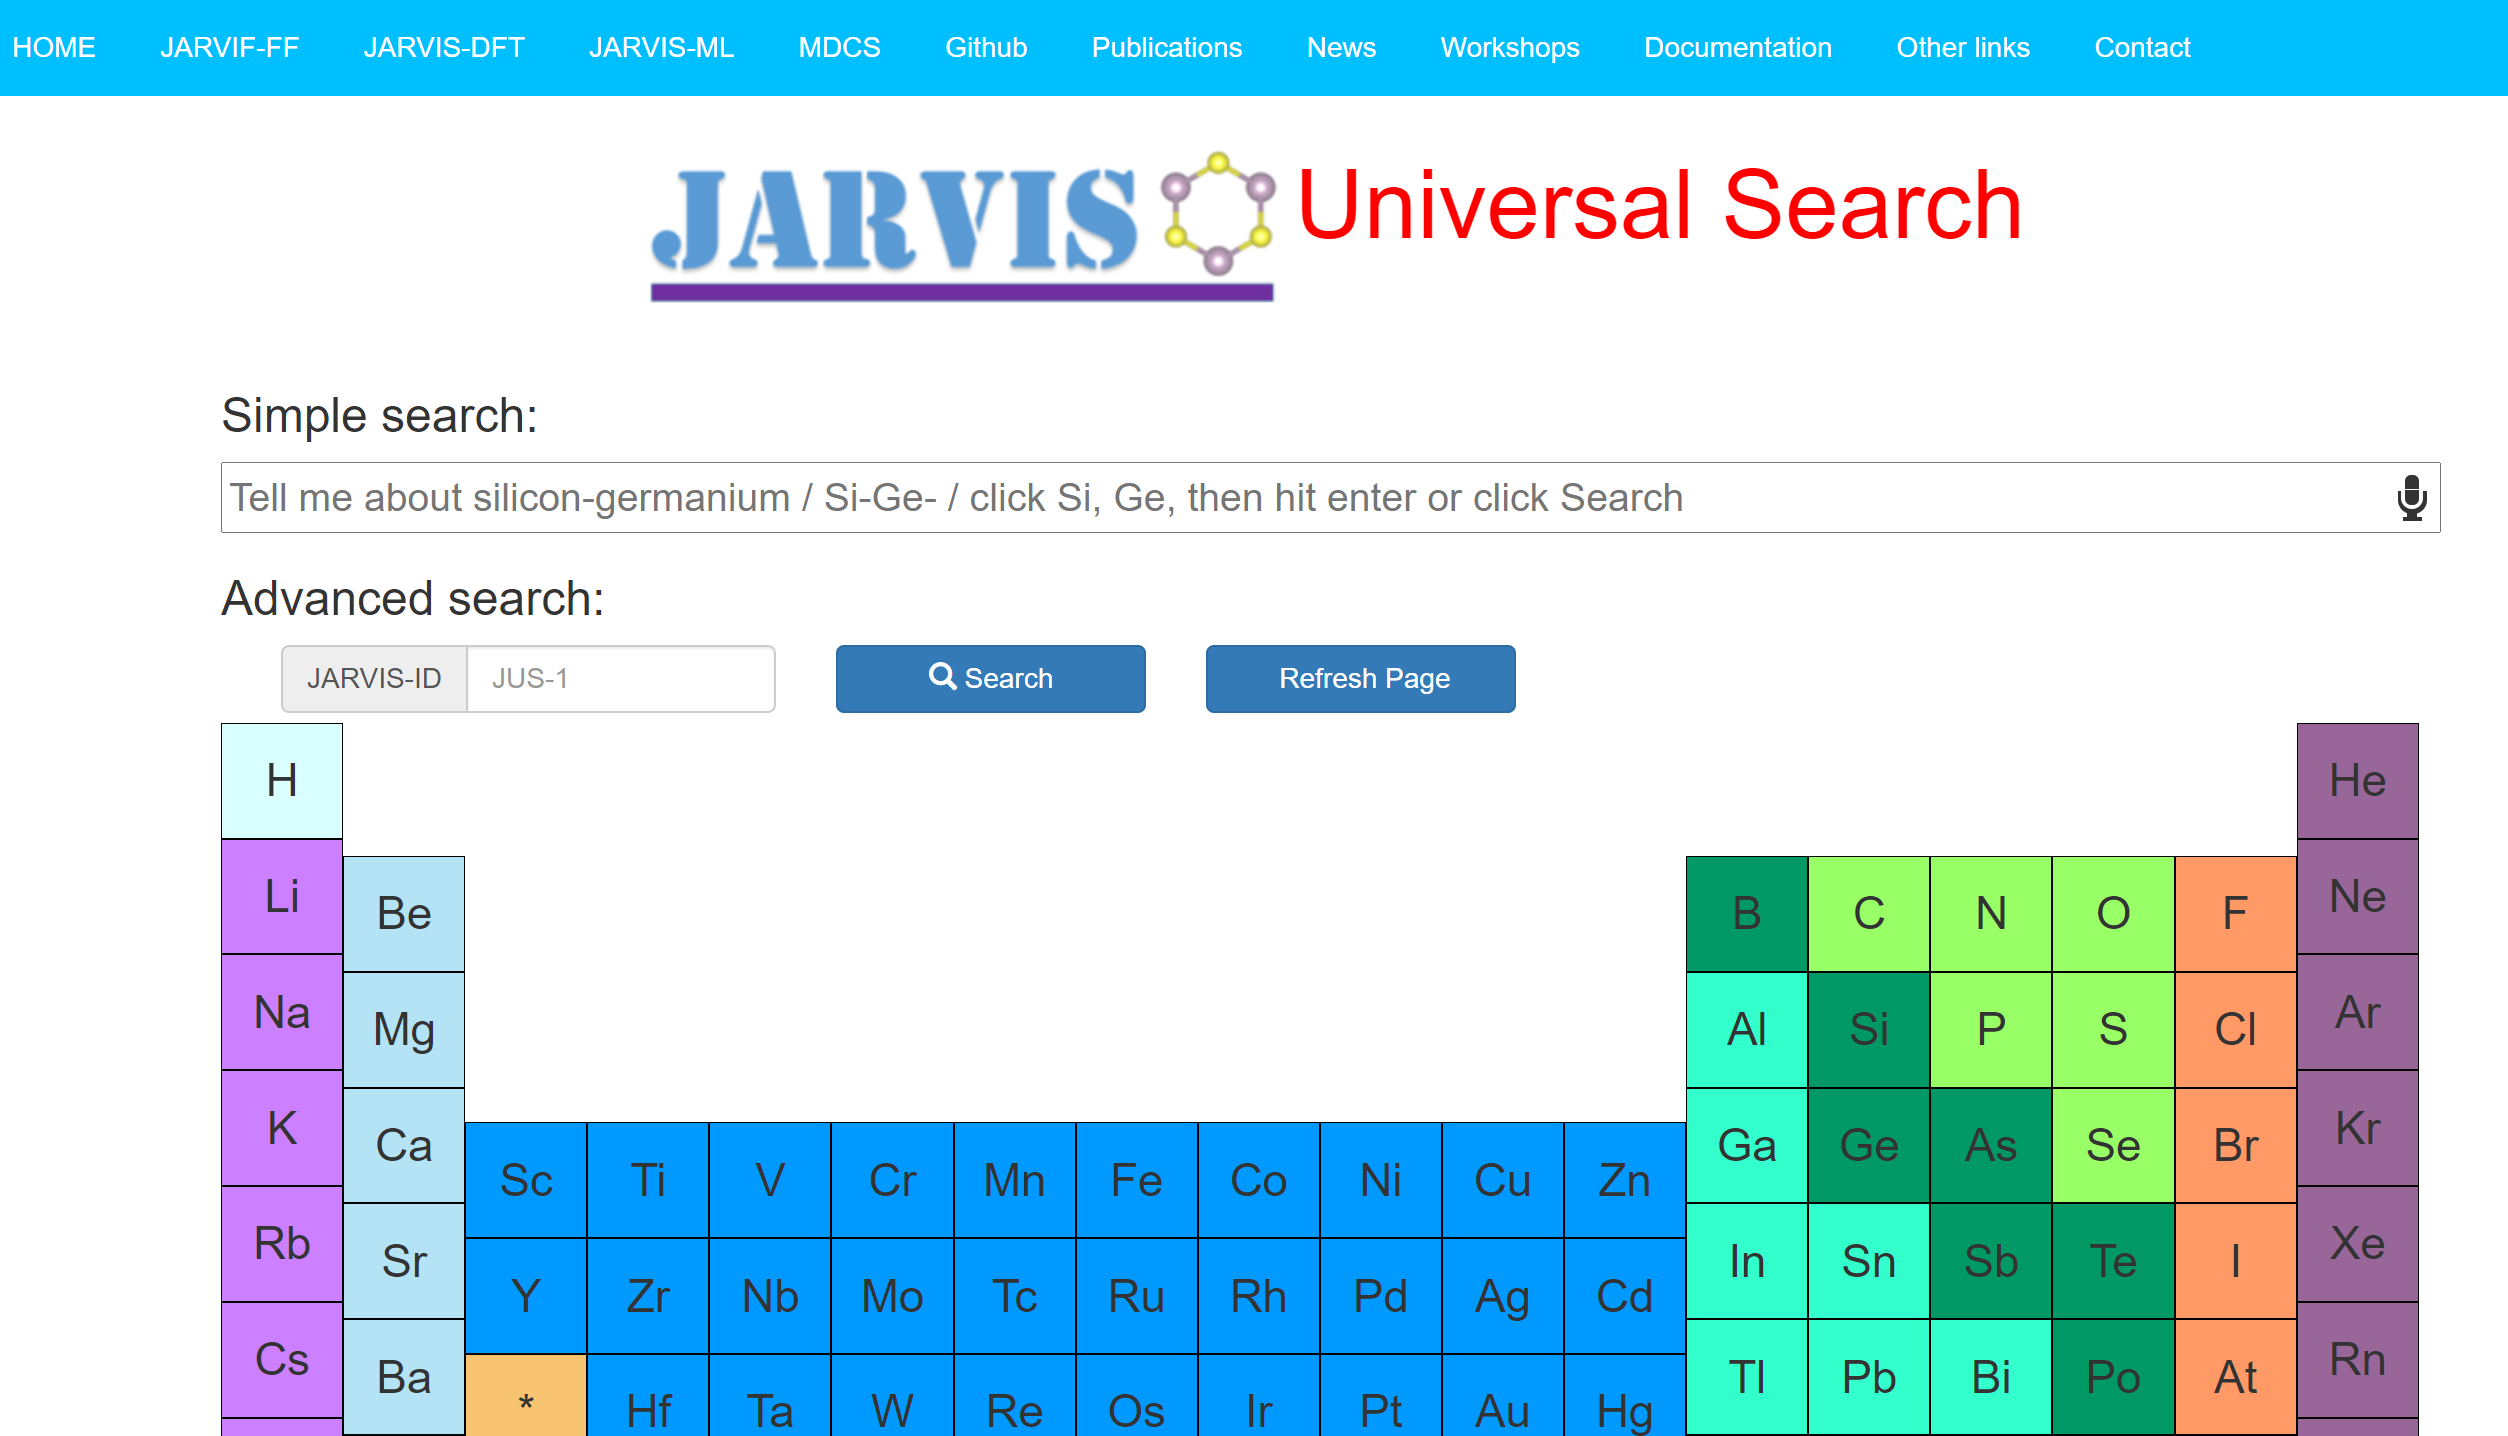 HOME JARVIF-FF JARVIS-DFT JARVIS-ML MDCS Github Publications News Workshops Documentation Other links Contact
JARVIS Universal Search
Simple search:
Tell me about silicon-germanium / Si-Ge- / click Si, Ge, then hit enter or click Search
Advanced search:
JARVIS-ID JUS-1 Search Refresh Page
H He
Li Be B C N O F Ne
Na Mg Al Si P S Cl Ar
K Ca Sc Ti V Cr Mn Fe Co Ni Cu Zn Ga Ge As Se Br Kr
Rb Sr Y Zr Nb Mo Tc Ru Rh Pd Ag Cd In Sn Sb Te I Xe
Cs Ba * Hf Ta W Re Os Ir Pt Au Hg Tl Pb Bi Po At Rn